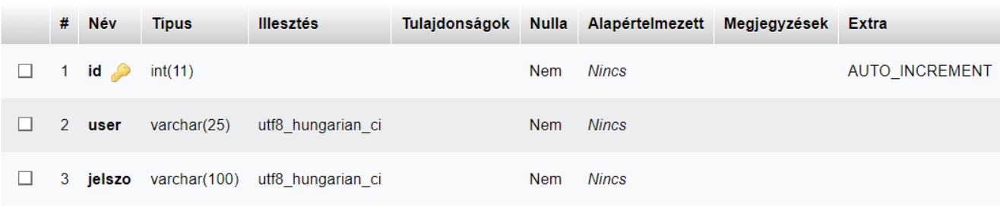 # Név Típus Illesztés Tulajdonságok Nulla Alapértelmezett Megjegyzések Extra
1 id int(11) Nem Nincs AUTO_INCREMENT
2 user varchar(25) utf8_hungarian_ci Nem Nincs
3 jelszo varchar(100) utf8_hungarian_ci Nem Nincs